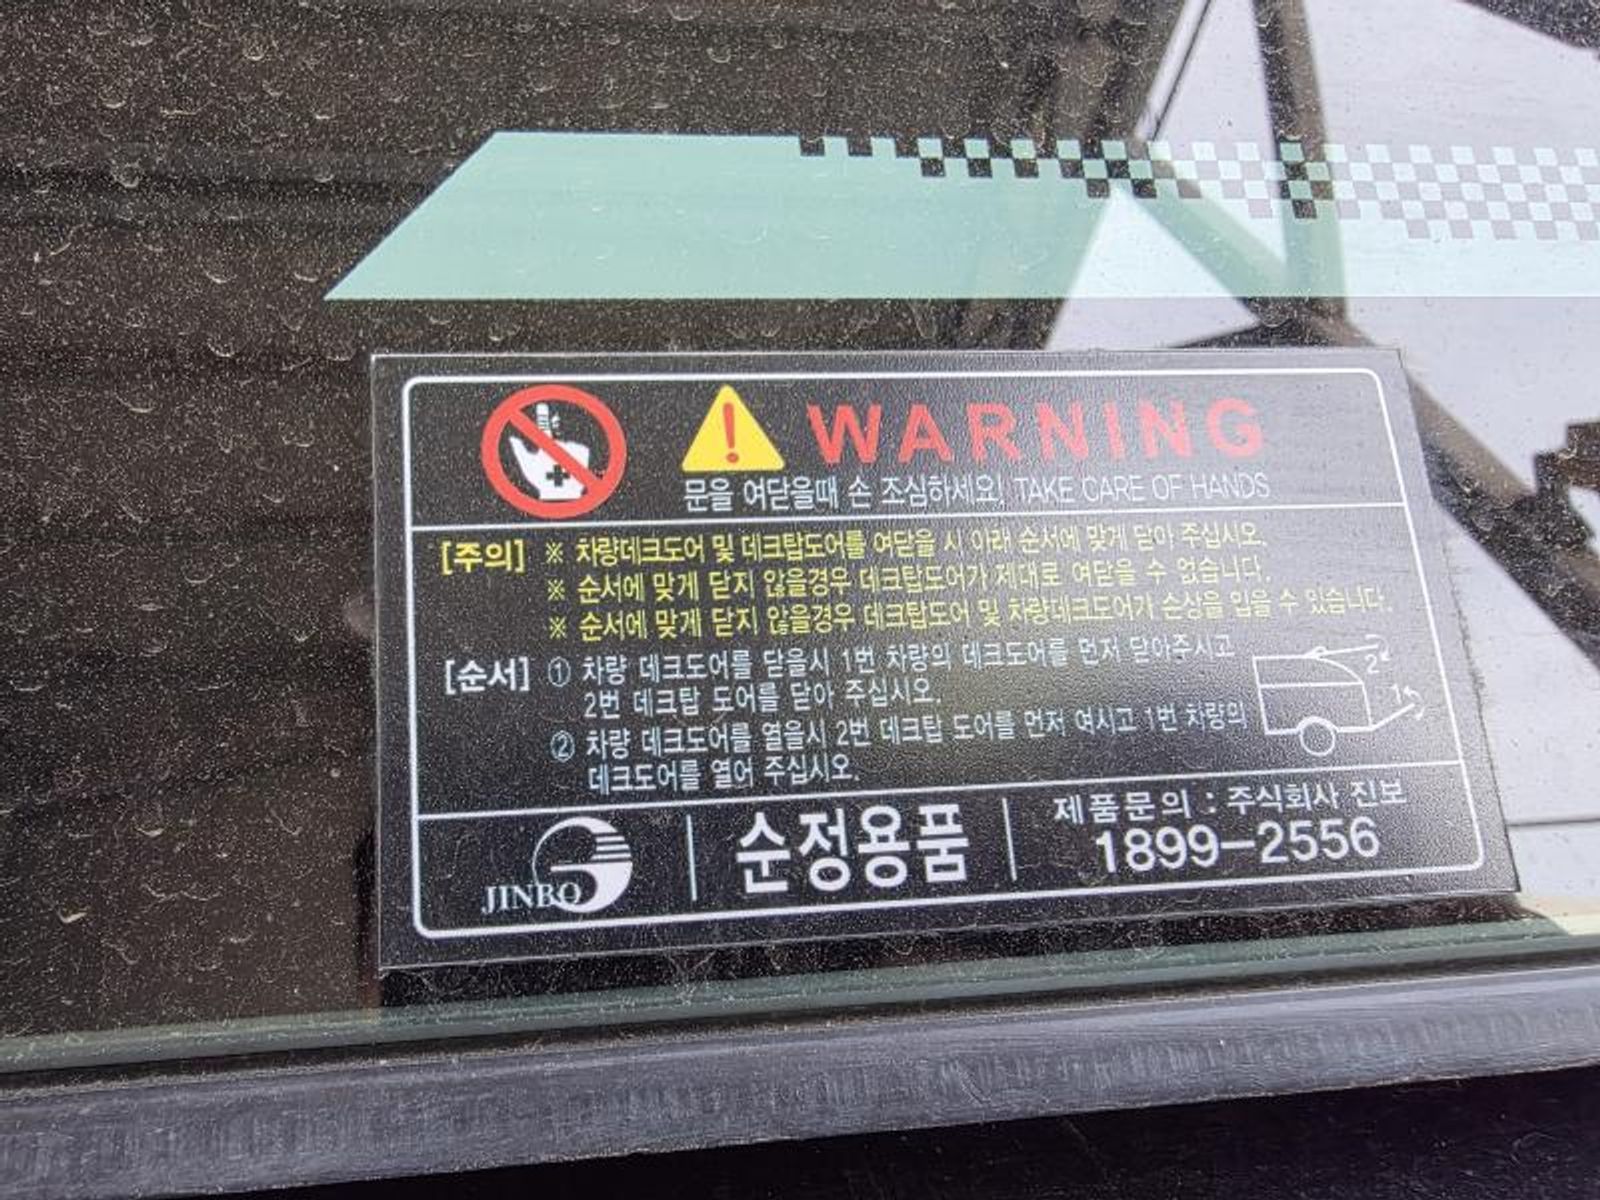 WARNING
문을 여닫을때 손 조심하세요! TAKE CARE OF HANDS
[주의] ※ 차량데크도어 및 데크탑도어를 여닫을 시 아래 순서에 맞게 닫아 주십시오.
※ 순서에 맞게 닫지 않을경우 데크탑도어가 제대로 여닫을 수 없습니다.
※ 순서에 맞게 닫지 않을경우 데크탑도어 및 차량데크도어가 손상을 입을 수 있습니다.
[순서] ① 차량 데크도어를 닫을시 1번 차량의 데크도어를 먼저 닫아주시고
2번 데크탑 도어를 닫아 주십시오.
② 차량 데크도어를 열을시 2번 데크탑 도어를 먼저 여시고 1번 차량의
데크도어를 열어 주십시오.
2
1
JINBO
순정용품
제품문의 : 주식회사 진보
1899-2556